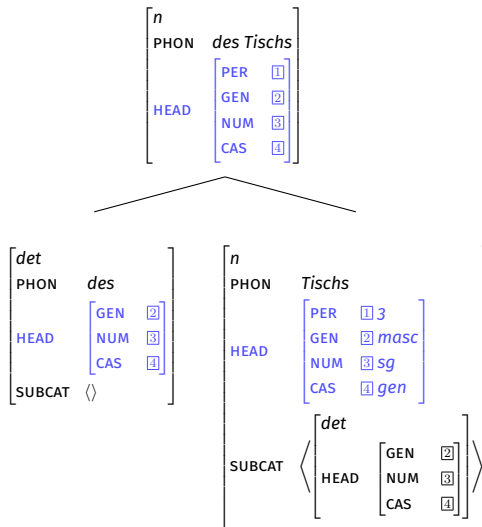 n
PHON des Tischs
PER 1
GEN 2
HEAD
NUM 3
CAS 4
det
PHON des
GEN 2
HEAD NUM 3
CAS 4
SUBCAT ⟨⟩
n
PHON Tischs
PER 1 3
GEN 2 masc
HEAD
NUM 3 sg
CAS 4 gen
det
GEN 2
SUBCAT ⟨ HEAD NUM 3 ⟩
CAS 4